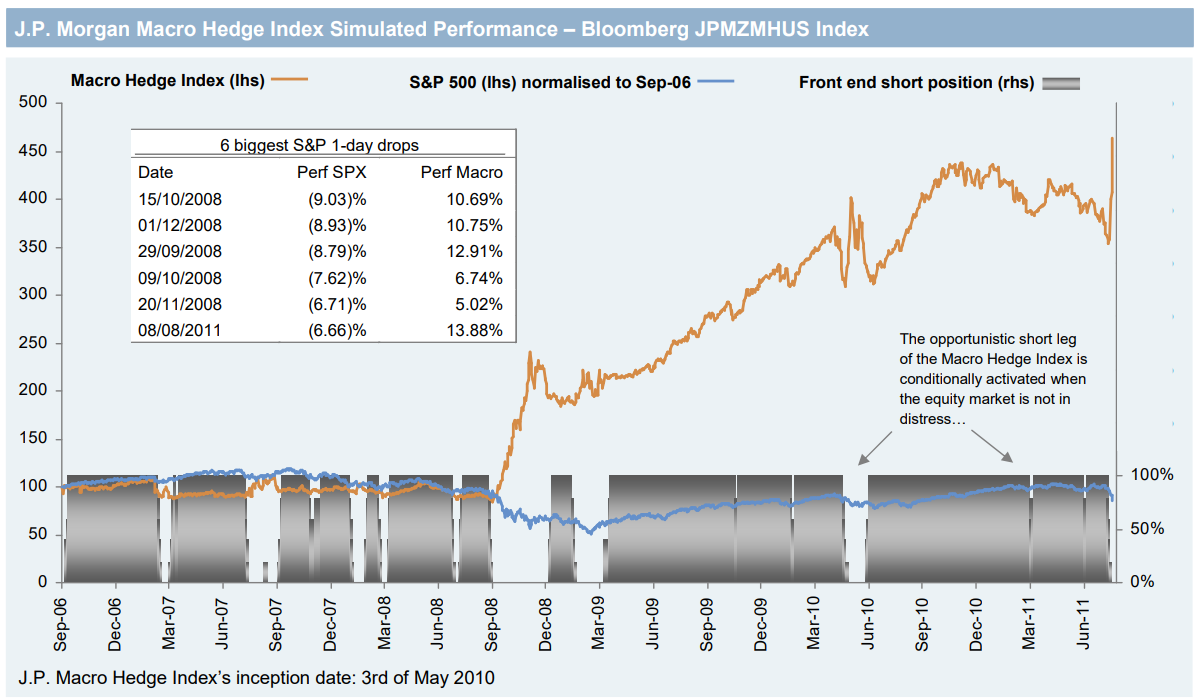 J.P. Morgan Macro Hedge Index Simulated Performance – Bloomberg JPMZMHUS Index
Macro Hedge Index (lhs)
S&P 500 (lhs) normalised to Sep-06
Front end short position (rhs)
500
450
400
350
300
250
200
150
100
50
0
6 biggest S&P 1-day drops
Date Perf SPX Perf Macro
15/10/2008 (9.03)% 10.69%
01/12/2008 (8.93)% 10.75%
29/09/2008 (8.79)% 12.91%
09/10/2008 (7.62)% 6.74%
20/11/2008 (6.71)% 5.02%
08/08/2011 (6.66)% 13.88%
The opportunistic short leg
of the Macro Hedge Index is
conditionally activated when
the equity market is not in
distress…
100%
50%
0%
Sep-06
Dec-06
Mar-07
Jun-07
Sep-07
Dec-07
Mar-08
Jun-08
Sep-08
Dec-08
Mar-09
Jun-09
Sep-09
Dec-09
Mar-10
Jun-10
Sep-10
Dec-10
Mar-11
Jun-11
J.P. Macro Hedge Index's inception date: 3rd of May 2010